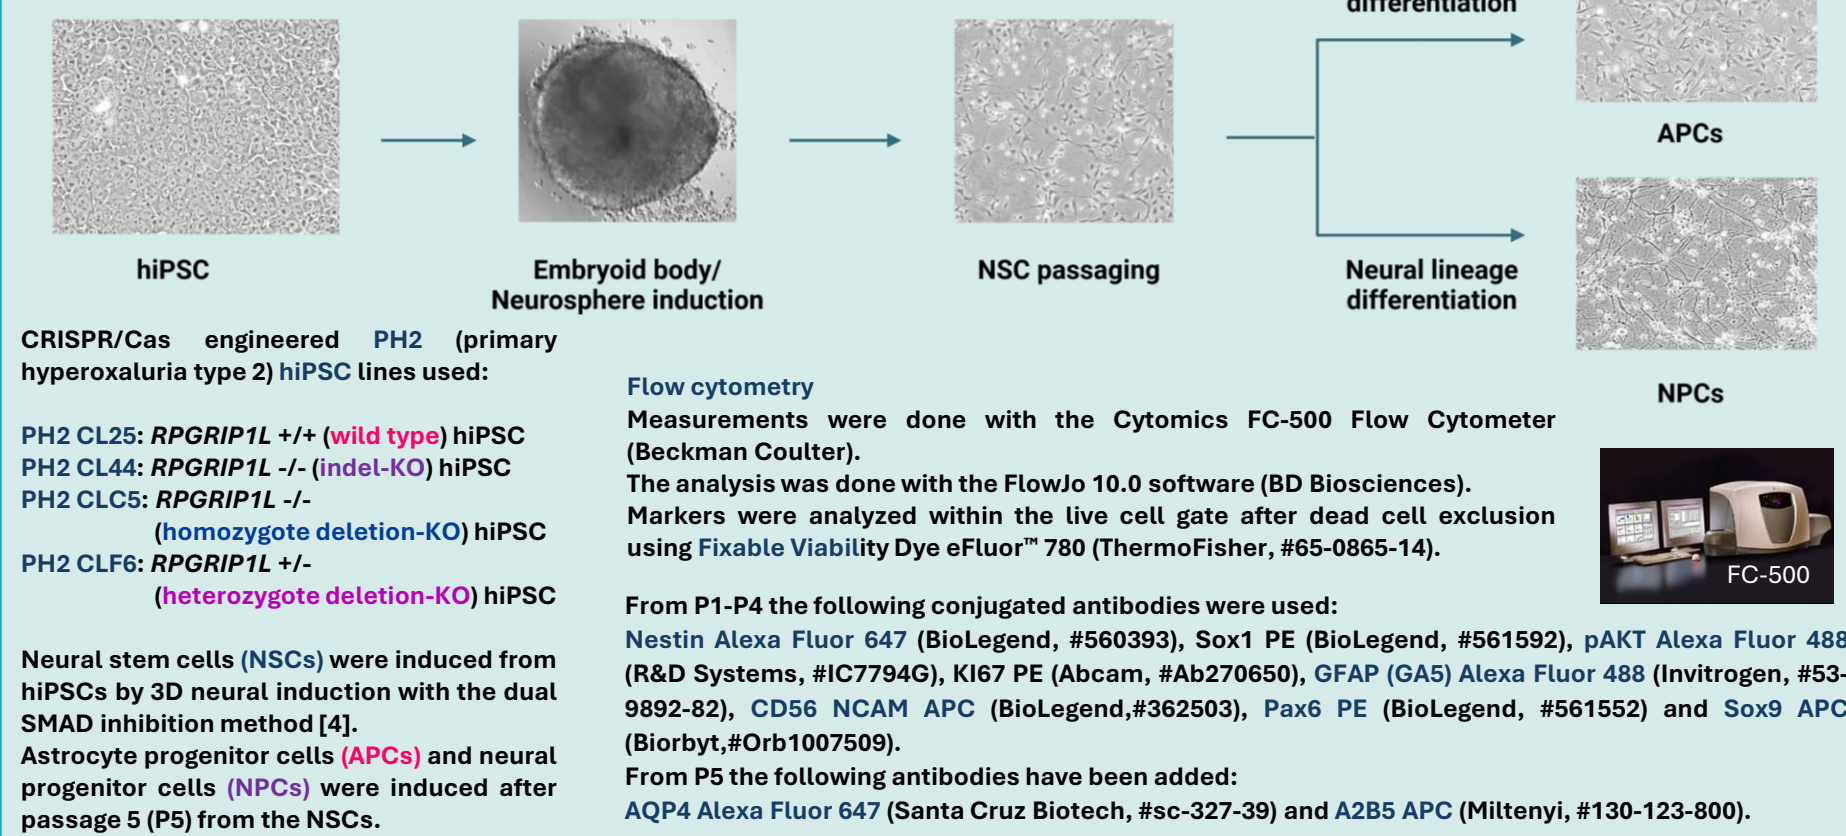 differentiation
APCs
hiPSC
Embryoid body/
Neurosphere induction
NSC passaging
Neural lineage
differentiation
NPCs
CRISPR/Cas engineered PH2 (primary
hyperoxaluria type 2) hiPSC lines used:
PH2 CL25: RPGRIP1L +/+ (wild type) hiPSC
PH2 CL44: RPGRIP1L -/- (indel-KO) hiPSC
PH2 CLC5: RPGRIP1L -/-
(homozygote deletion-KO) hiPSC
PH2 CLF6: RPGRIP1L +/-
(heterozygote deletion-KO) hiPSC
Neural stem cells (NSCs) were induced from
hiPSCs by 3D neural induction with the dual
SMAD inhibition method [4].
Astrocyte progenitor cells (APCs) and neural
progenitor cells (NPCs) were induced after
passage 5 (P5) from the NSCs.
Flow cytometry
Measurements were done with the Cytomics FC-500 Flow Cytometer
(Beckman Coulter).
The analysis was done with the FlowJo 10.0 software (BD Biosciences).
Markers were analyzed within the live cell gate after dead cell exclusion
using Fixable Viability Dye eFluor™ 780 (ThermoFisher, #65-0865-14).
FC-500
From P1-P4 the following conjugated antibodies were used:
Nestin Alexa Fluor 647 (BioLegend, #560393), Sox1 PE (BioLegend, #561592), pAKT Alexa Fluor 488
(R&D Systems, #IC7794G), KI67 PE (Abcam, #Ab270650), GFAP (GA5) Alexa Fluor 488 (Invitrogen, #53-
9892-82), CD56 NCAM APC (BioLegend,#362503), Pax6 PE (BioLegend, #561552) and Sox9 APC
(Biorbyt,#Orb1007509).
From P5 the following antibodies have been added:
AQP4 Alexa Fluor 647 (Santa Cruz Biotech, #sc-327-39) and A2B5 APC (Miltenyi, #130-123-800).